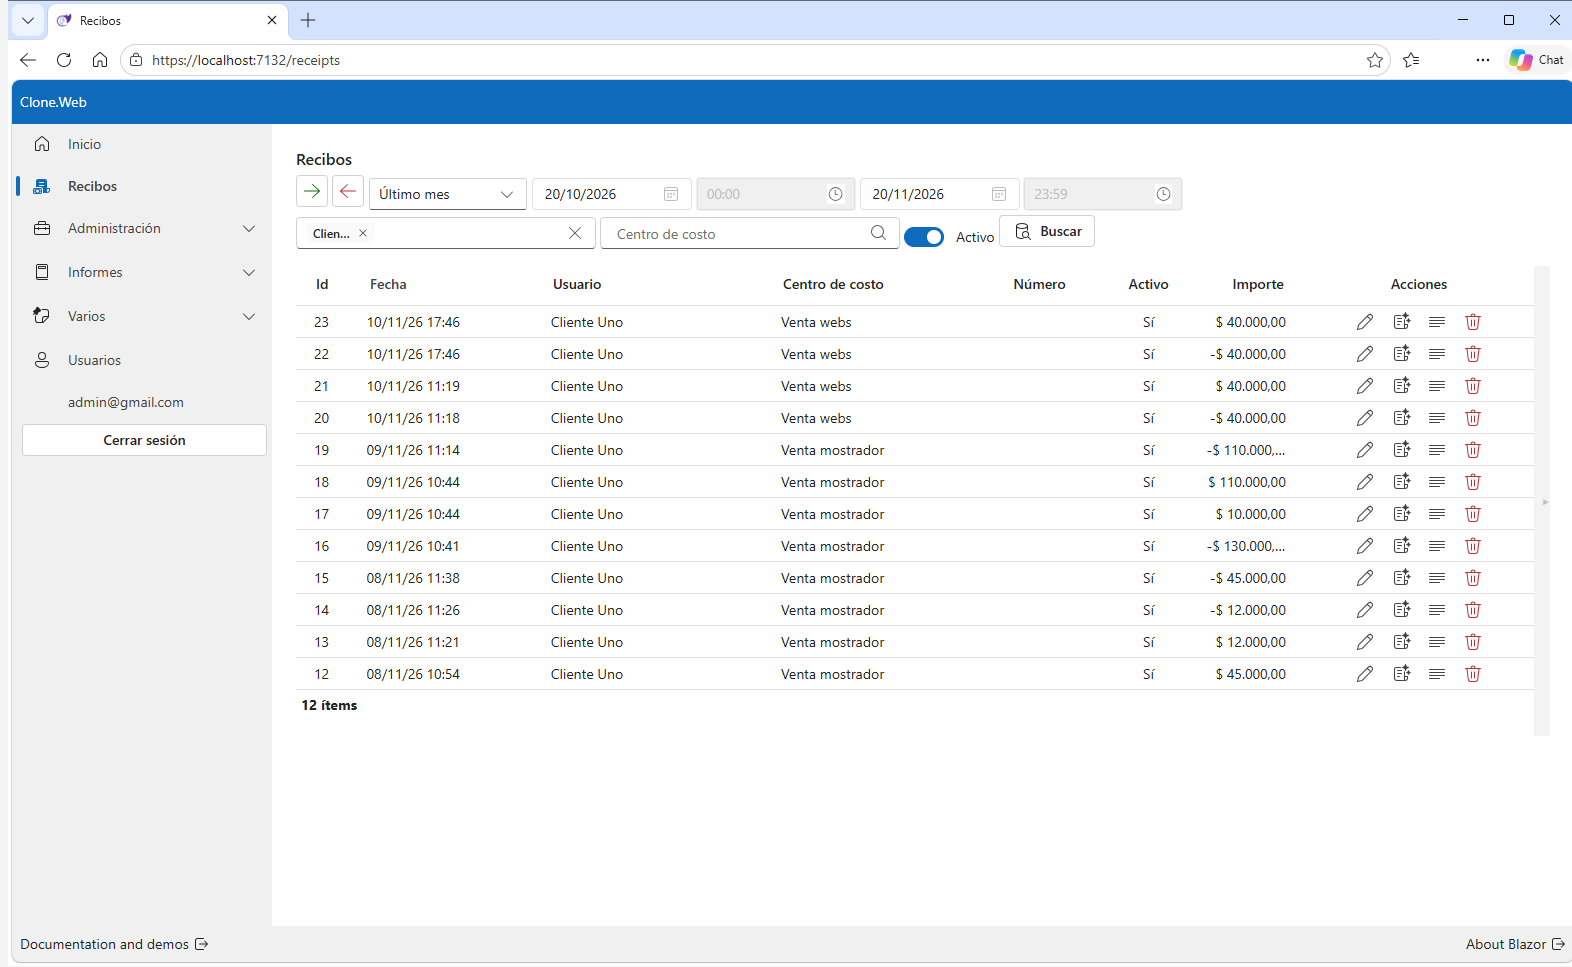 Recibos
https://localhost:7132/receipts
Chat
Clone.Web
Inicio
Recibos
Administración
Informes
Varios
Usuarios
admin@gmail.com
Cerrar sesión
Recibos
Último mes 20/10/2026 00:00 20/11/2026 23:59
Clien... Centro de costo Activo Buscar
Id Fecha Usuario Centro de costo Número Activo Importe Acciones
23 10/11/26 17:46 Cliente Uno Venta webs Sí $ 40.000,00
22 10/11/26 17:46 Cliente Uno Venta webs Sí -$ 40.000,00
21 10/11/26 11:19 Cliente Uno Venta webs Sí $ 40.000,00
20 10/11/26 11:18 Cliente Uno Venta webs Sí -$ 40.000,00
19 09/11/26 11:14 Cliente Uno Venta mostrador Sí -$ 110.000,...
18 09/11/26 10:44 Cliente Uno Venta mostrador Sí $ 110.000,00
17 09/11/26 10:44 Cliente Uno Venta mostrador Sí $ 10.000,00
16 09/11/26 10:41 Cliente Uno Venta mostrador Sí -$ 130.000,...
15 08/11/26 11:38 Cliente Uno Venta mostrador Sí -$ 45.000,00
14 08/11/26 11:26 Cliente Uno Venta mostrador Sí -$ 12.000,00
13 08/11/26 11:21 Cliente Uno Venta mostrador Sí $ 12.000,00
12 08/11/26 10:54 Cliente Uno Venta mostrador Sí $ 45.000,00
12 ítems
Documentation and demos
About Blazor